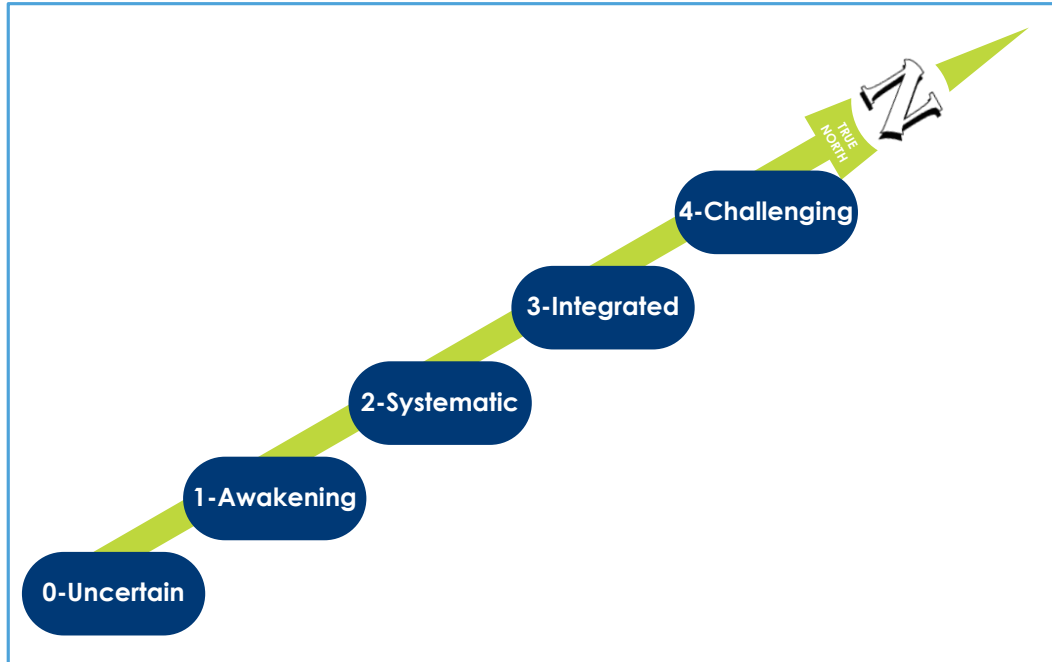 N
TRUE
NORTH
4-Challenging
3-Integrated
2-Systematic
1-Awakening
0-Uncertain